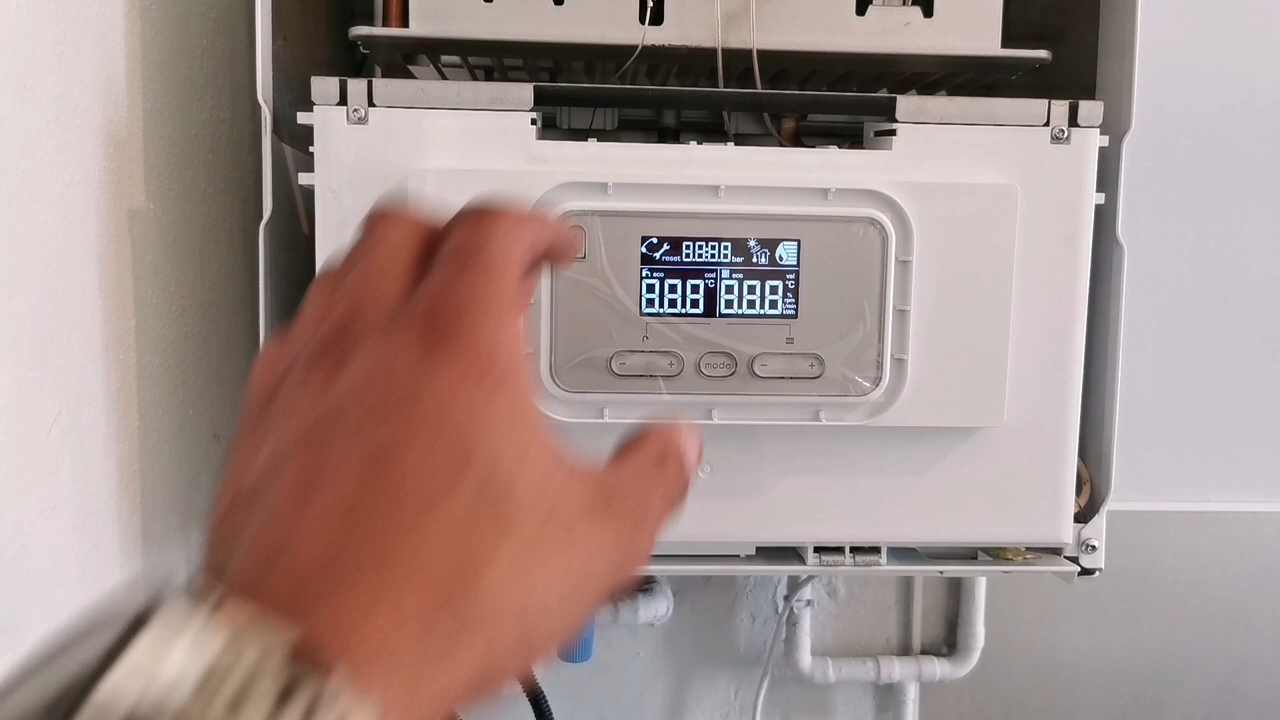 reset 8.8:8.8 bar
eco cod °C eco vol °C
8.8.8 8.8.8 % rpm l/min kWh
- + mode - +